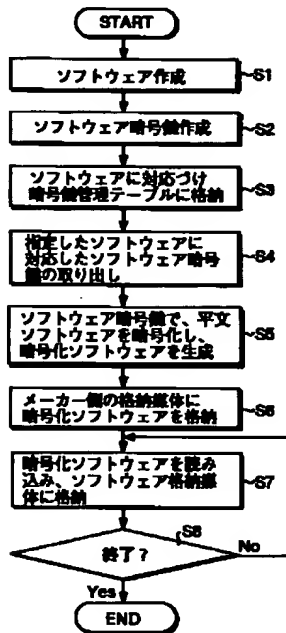 START
ソフトウェア作成
S1
ソフトウェア暗号鍵作成
S2
ソフトウェアに対応づけ
暗号鍵管理テーブルに格納
S3
指定したソフトウェアに
対応したソフトウェア暗号
鍵の取り出し
S4
ソフトウェア暗号鍵で、平文
ソフトウェアを暗号化し、
暗号化ソフトウェアを生成
S5
メーカー側の格納媒体に
暗号化ソフトウェアを格納
S6
暗号化ソフトウェアを読み
込み、ソフトウェア格納媒
体に格納
S7
S8
終了？
No
Yes
END